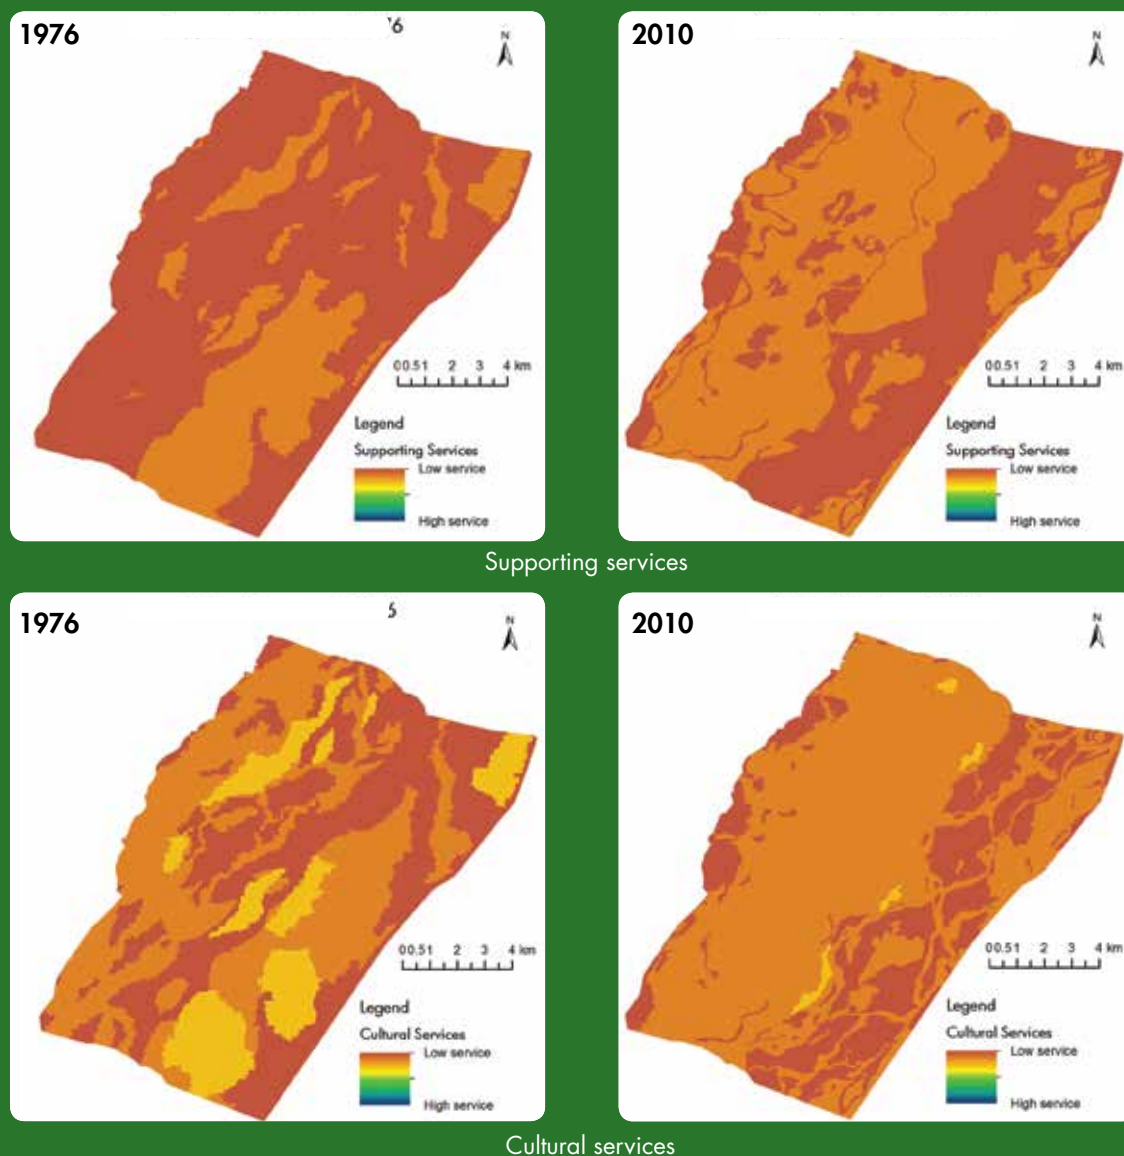 1976
'6
N
00.51 2 3 4 km
Legend
Supporting Services
Low service
High service
2010
N
00.51 2 3 4 km
Legend
Supporting Services
Low service
High service
Supporting services
1976
5
N
00.51 2 3 4 km
Legend
Cultural Services
Low service
High service
2010
N
00.51 2 3 4 km
Legend
Cultural Services
Low service
High service
Cultural services